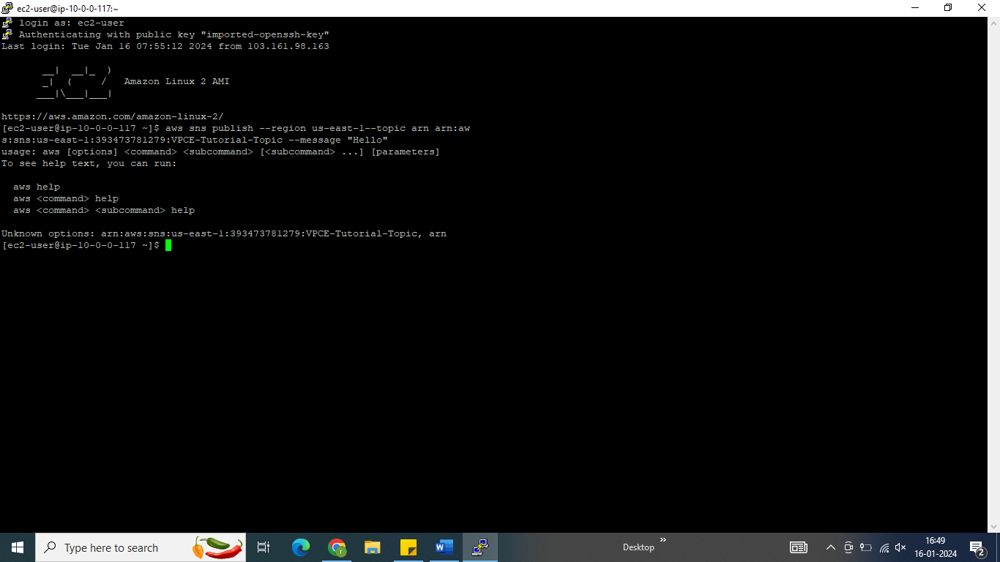 ec2-user@ip-10-0-0-117:~
login as: ec2-user
Authenticating with public key "imported-openssh-key"
Last login: Tue Jan 16 07:55:12 2024 from 103.161.98.163
__|  __|_  )
_|  (     /   Amazon Linux 2 AMI
___|\___|___|
https://aws.amazon.com/amazon-linux-2/
[ec2-user@ip-10-0-0-117 ~]$ aws sns publish --region us-east-1--topic arn arn:aw
s:sns:us-east-1:393473781279:VPCE-Tutorial-Topic --message "Hello"
usage: aws [options] <command> <subcommand> [<subcommand> ...] [parameters]
To see help text, you can run:
aws help
aws <command> help
aws <command> <subcommand> help
Unknown options: arn:aws:sns:us-east-1:393473781279:VPCE-Tutorial-Topic, arn
[ec2-user@ip-10-0-0-117 ~]$
Type here to search
Desktop
16:49
16-01-2024
2